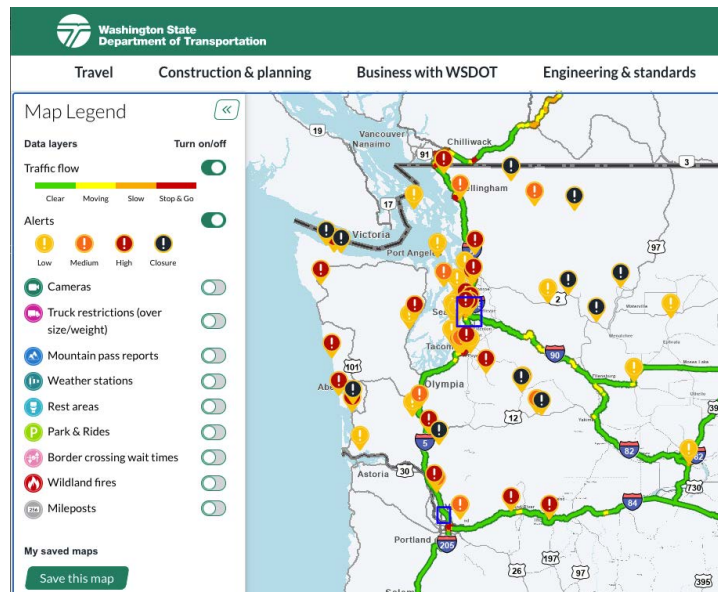 Washington State
Department of Transportation
Travel
Construction & planning
Business with WSDOT
Engineering & standards
Map Legend
Data layers
Turn on/off
Traffic flow
Clear
Moving
Slow
Stop & Go
Alerts
Low
Medium
High
Closure
Cameras
Truck restrictions (over
size/weight)
Mountain pass reports
Weather stations
Rest areas
Park & Rides
Border crossing wait times
Wildland fires
Mileposts
My saved maps
Save this map
19
Vancouver
Nanaimo
91
Chilliwack
3
17
Victoria
Port Angele
97
2
90
Olympia
101
12
5
82
Astoria
30
730
84
Portland
205
26
197
97
395